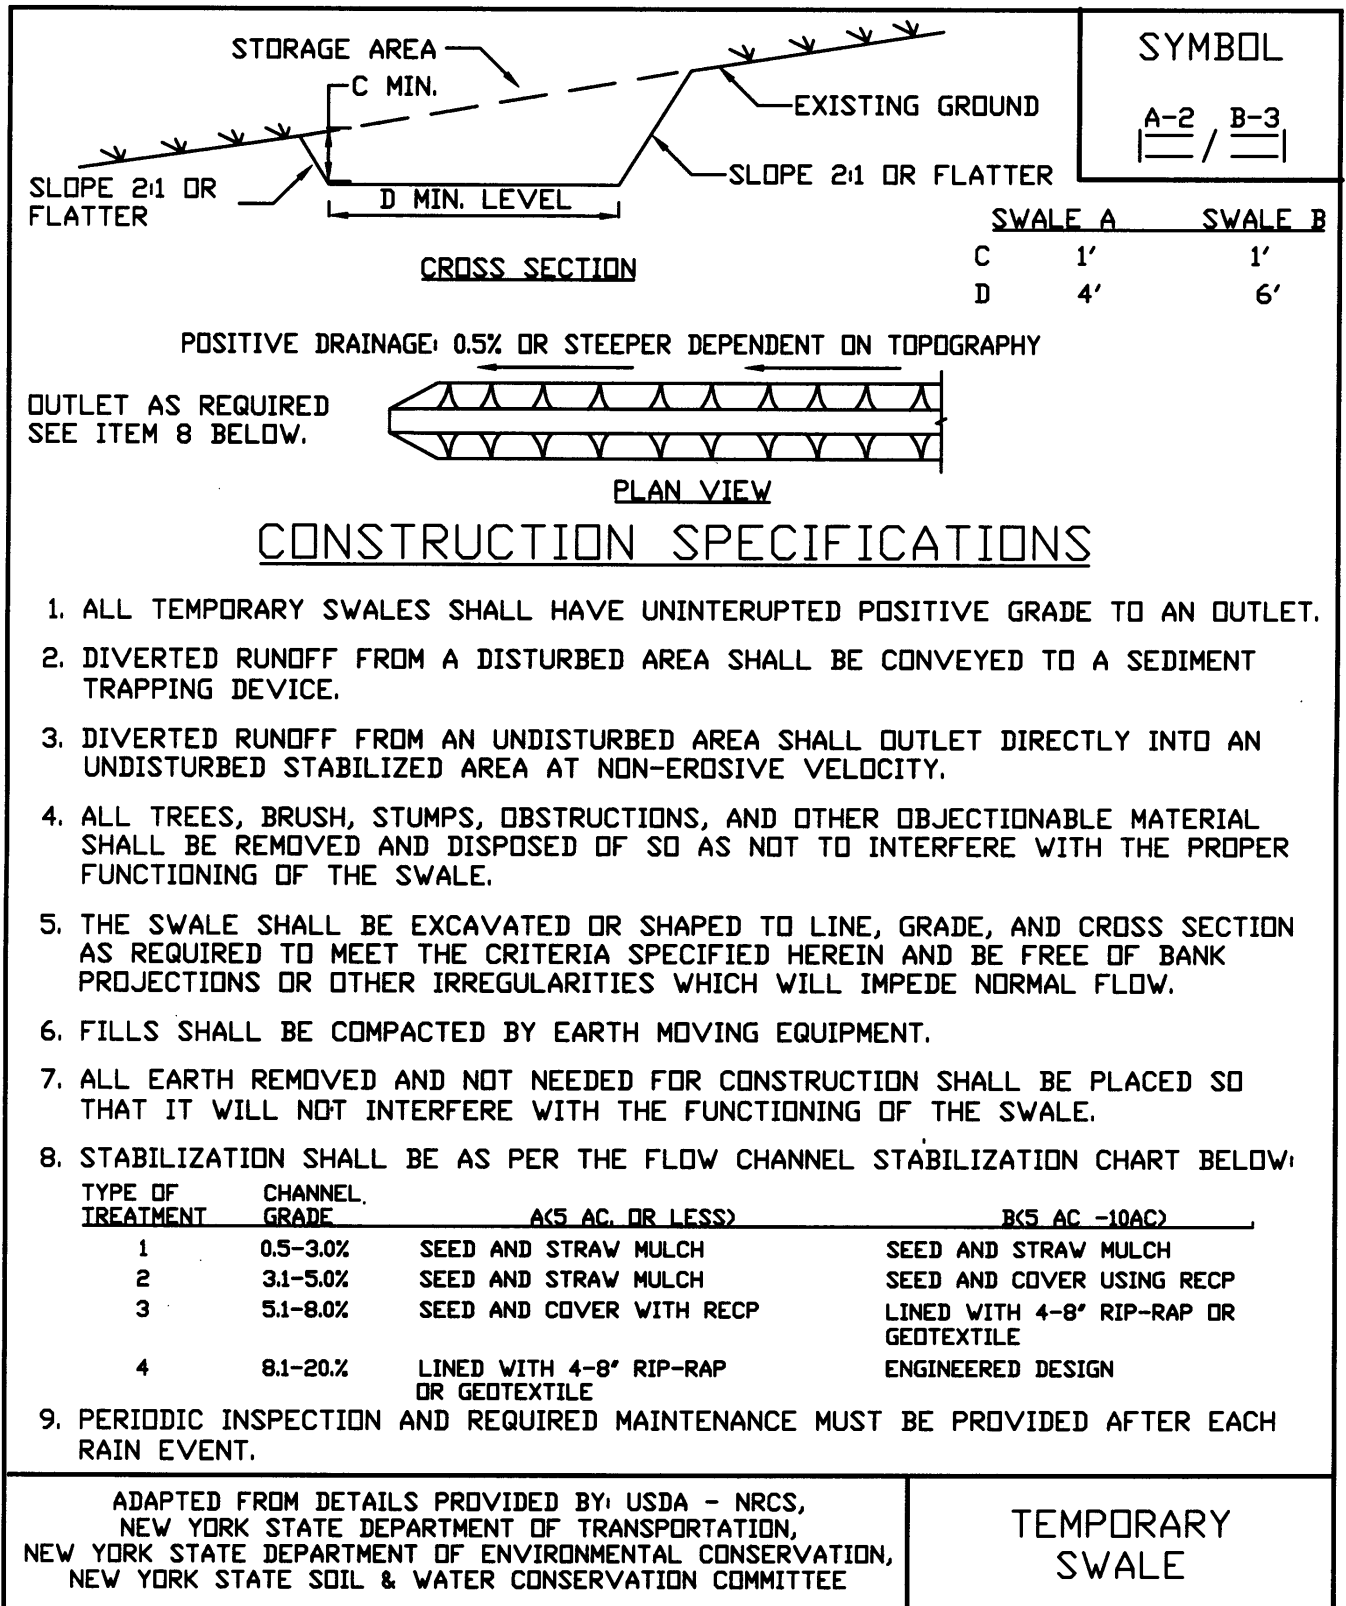 STORAGE AREA
C MIN.
EXISTING GROUND
SLOPE 2:1 OR
FLATTER
SLOPE 2:1 OR FLATTER
D MIN. LEVEL
CROSS SECTION
SYMBOL
A-2 / B-3
SWALE A SWALE B
C 1' 1'
D 4' 6'
POSITIVE DRAINAGE: 0.5% OR STEEPER DEPENDENT ON TOPOGRAPHY
OUTLET AS REQUIRED
SEE ITEM 8 BELOW.
PLAN VIEW
CONSTRUCTION SPECIFICATIONS
1. ALL TEMPORARY SWALES SHALL HAVE UNINTERUPTED POSITIVE GRADE TO AN OUTLET.
2. DIVERTED RUNOFF FROM A DISTURBED AREA SHALL BE CONVEYED TO A SEDIMENT
TRAPPING DEVICE.
3. DIVERTED RUNOFF FROM AN UNDISTURBED AREA SHALL OUTLET DIRECTLY INTO AN
UNDISTURBED STABILIZED AREA AT NON-EROSIVE VELOCITY.
4. ALL TREES, BRUSH, STUMPS, OBSTRUCTIONS, AND OTHER OBJECTIONABLE MATERIAL
SHALL BE REMOVED AND DISPOSED OF SO AS NOT TO INTERFERE WITH THE PROPER
FUNCTIONING OF THE SWALE.
5. THE SWALE SHALL BE EXCAVATED OR SHAPED TO LINE, GRADE, AND CROSS SECTION
AS REQUIRED TO MEET THE CRITERIA SPECIFIED HEREIN AND BE FREE OF BANK
PROJECTIONS OR OTHER IRREGULARITIES WHICH WILL IMPEDE NORMAL FLOW.
6. FILLS SHALL BE COMPACTED BY EARTH MOVING EQUIPMENT.
7. ALL EARTH REMOVED AND NOT NEEDED FOR CONSTRUCTION SHALL BE PLACED SO
THAT IT WILL NOT INTERFERE WITH THE FUNCTIONING OF THE SWALE.
8. STABILIZATION SHALL BE AS PER THE FLOW CHANNEL STABILIZATION CHART BELOW:
TYPE OF CHANNEL
TREATMENT GRADE A(5 AC. OR LESS) B(5 AC -10AC)
1 0.5-3.0% SEED AND STRAW MULCH SEED AND STRAW MULCH
2 3.1-5.0% SEED AND STRAW MULCH SEED AND COVER USING RECP
3 5.1-8.0% SEED AND COVER WITH RECP LINED WITH 4-8" RIP-RAP OR
GEOTEXTILE
4 8.1-20.% LINED WITH 4-8" RIP-RAP ENGINEERED DESIGN
OR GEOTEXTILE
9. PERIODIC INSPECTION AND REQUIRED MAINTENANCE MUST BE PROVIDED AFTER EACH
RAIN EVENT.
ADAPTED FROM DETAILS PROVIDED BY: USDA - NRCS,
NEW YORK STATE DEPARTMENT OF TRANSPORTATION,
NEW YORK STATE DEPARTMENT OF ENVIRONMENTAL CONSERVATION,
NEW YORK STATE SOIL & WATER CONSERVATION COMMITTEE
TEMPORARY
SWALE